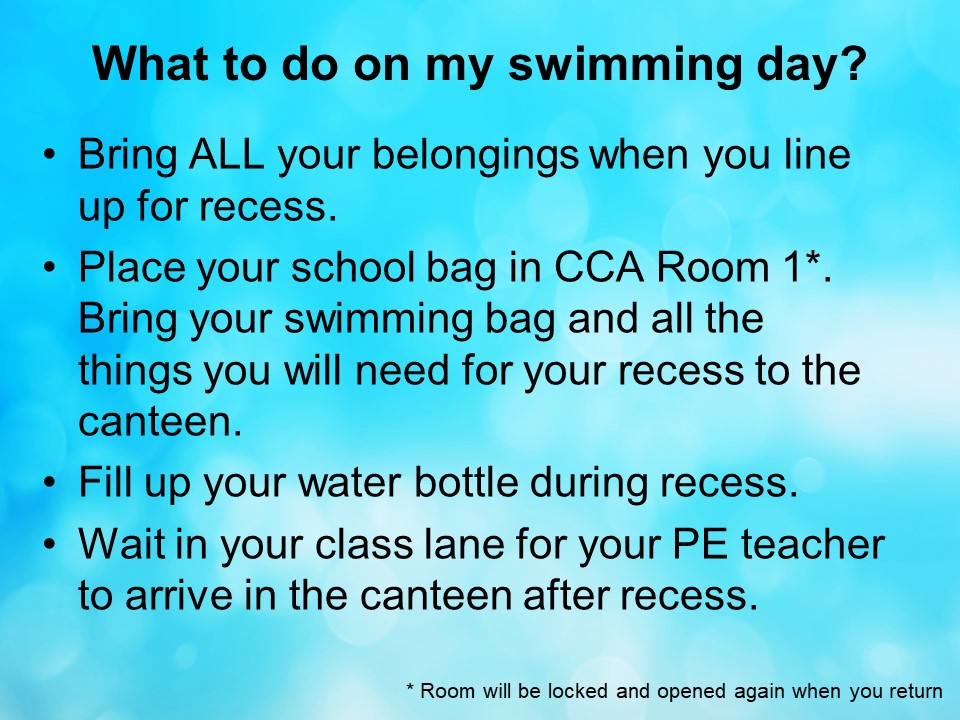 What to do on my swimming day?
• Bring ALL your belongings when you line
up for recess.
• Place your school bag in CCA Room 1*.
Bring your swimming bag and all the
things you will need for your recess to the
canteen.
• Fill up your water bottle during recess.
• Wait in your class lane for your PE teacher
to arrive in the canteen after recess.
* Room will be locked and opened again when you return